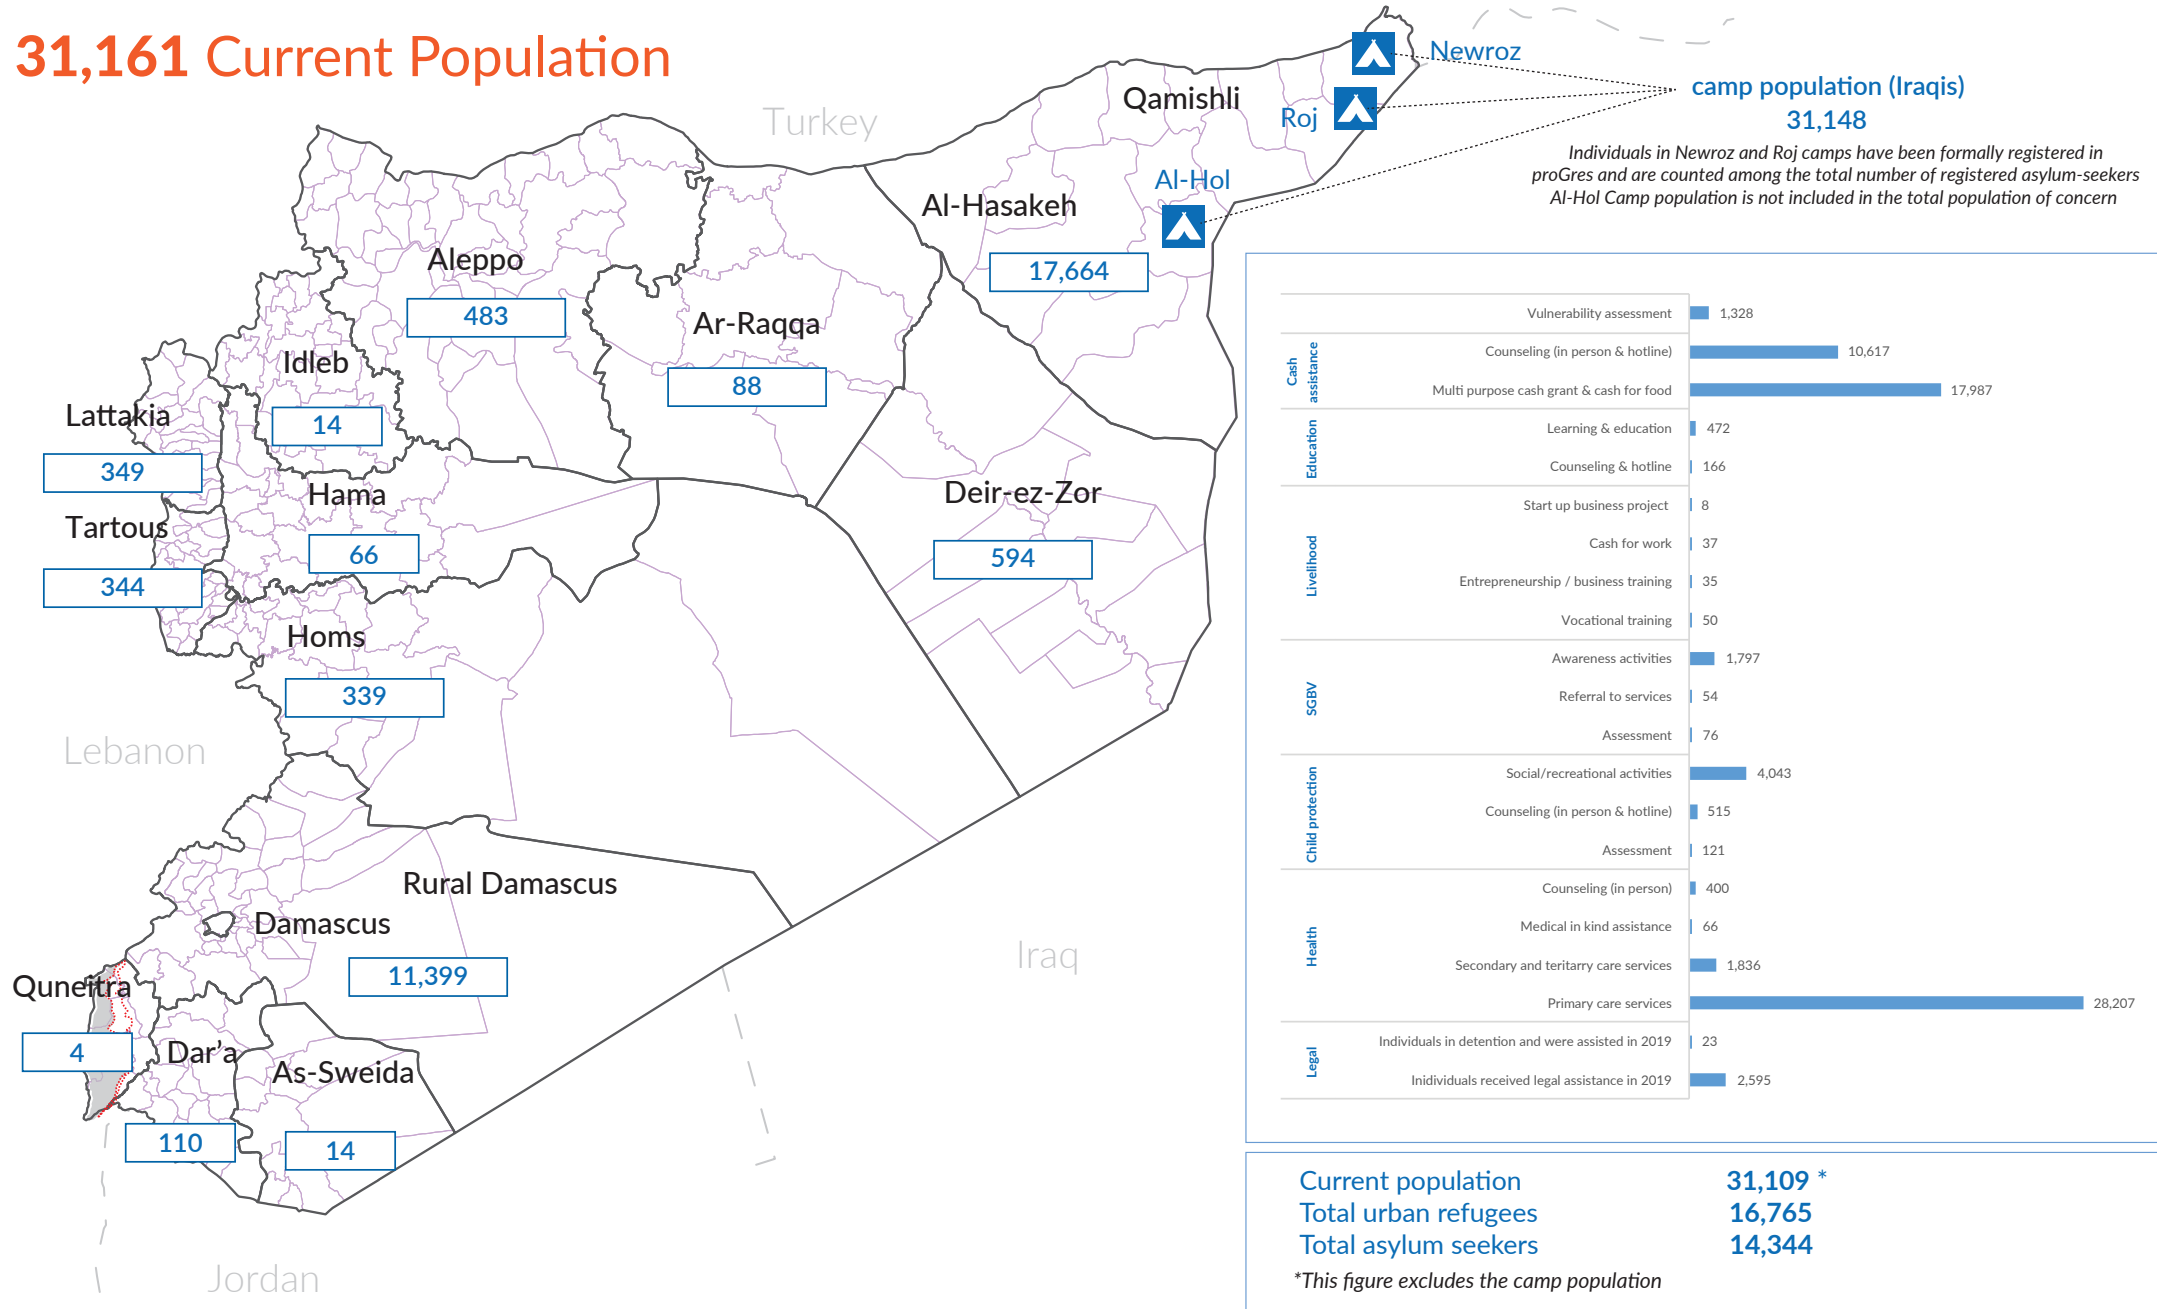 31,161 Current Population
Turkey
Newroz
Qamishli
Roj
camp population (Iraqis)
31,148
Individuals in Newroz and Roj camps have been formally registered in
proGres and are counted among the total number of registered asylum-seekers
Al-Hol Camp population is not included in the total population of concern
Al-Hol
Al-Hasakeh
17,664
Aleppo
483
Ar-Raqqa
88
Idleb
14
Lattakia
349
Hama
66
Tartous
344
Deir-ez-Zor
594
Homs
339
Lebanon
Rural Damascus
Damascus
11,399
Iraq
Quneitra
4
Dar’a
110
As-Sweida
14
Jordan
Vulnerability assessment 1,328
Cash
assistance
Counseling (in person & hotline) 10,617
Multi purpose cash grant & cash for food 17,987
Education
Learning & education 472
Counseling & hotline 166
Livelihood
Start up business project 8
Cash for work 37
Entrepreneurship / business training 35
Vocational training 50
SGBV
Awareness activities 1,797
Referral to services 54
Assessment 76
Child protection
Social/recreational activities 4,043
Counseling (in person & hotline) 515
Assessment 121
Health
Counseling (in person) 400
Medical in kind assistance 66
Secondary and teritarry care services 1,836
Primary care services 28,207
Legal
Individuals in detention and were assisted in 2019 23
Inidividuals received legal assistance in 2019 2,595
Current population 31,109 *
Total urban refugees 16,765
Total asylum seekers 14,344
*This figure excludes the camp population